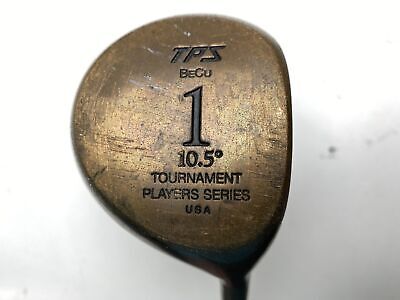 TPS
BECU
1
10.5°
TOURNAMENT
PLAYERS SERIES
USA